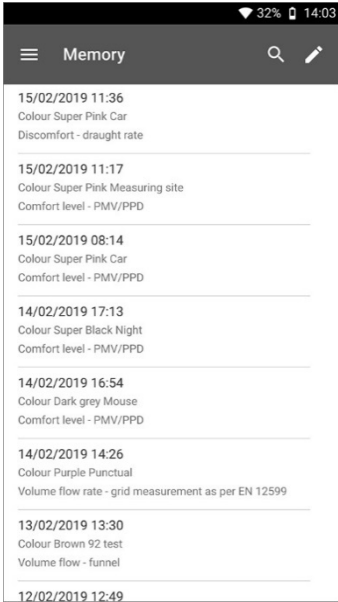 32% 14:03
Memory
15/02/2019 11:36
Colour Super Pink Car
Discomfort - draught rate
15/02/2019 11:17
Colour Super Pink Measuring site
Comfort level - PMV/PPD
15/02/2019 08:14
Colour Super Pink Car
Comfort level - PMV/PPD
14/02/2019 17:13
Colour Super Black Night
Comfort level - PMV/PPD
14/02/2019 16:54
Colour Dark grey Mouse
Comfort level - PMV/PPD
14/02/2019 14:26
Colour Purple Punctual
Volume flow rate - grid measurement as per EN 12599
13/02/2019 13:30
Colour Brown 92 test
Volume flow - funnel
12/02/2019 12:49